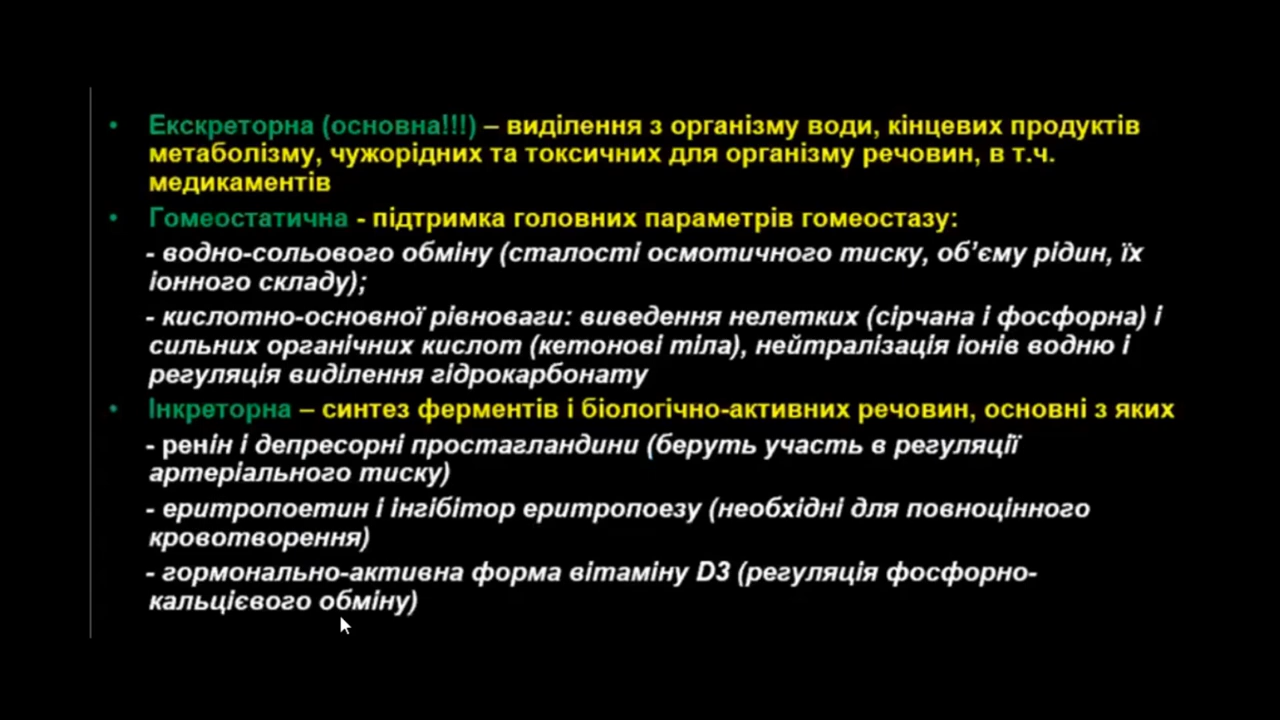 • Екскреторна (основна!!!) – виділення з організму води, кінцевих продуктів
метаболізму, чужорідних та токсичних для організму речовин, в т.ч.
медикаментів
• Гомеостатична - підтримка головних параметрів гомеостазу:
- водно-сольового обміну (сталості осмотичного тиску, об’єму рідин, їх
іонного складу);
- кислотно-основної рівноваги: виведення нелетких (сірчана і фосфорна) і
сильних органічних кислот (кетонові тіла), нейтралізація іонів водню і
регуляція виділення гідрокарбонату
• Інкреторна – синтез ферментів і біологічно-активних речовин, основні з яких
- ренін і депресорні простагландини (беруть участь в регуляції
артеріального тиску)
- еритропоетин і інгібітор еритропоезу (необхідні для повноцінного
кровотворення)
- гормонально-активна форма вітаміну D3 (регуляція фосфорно-
кальцієвого обміну)